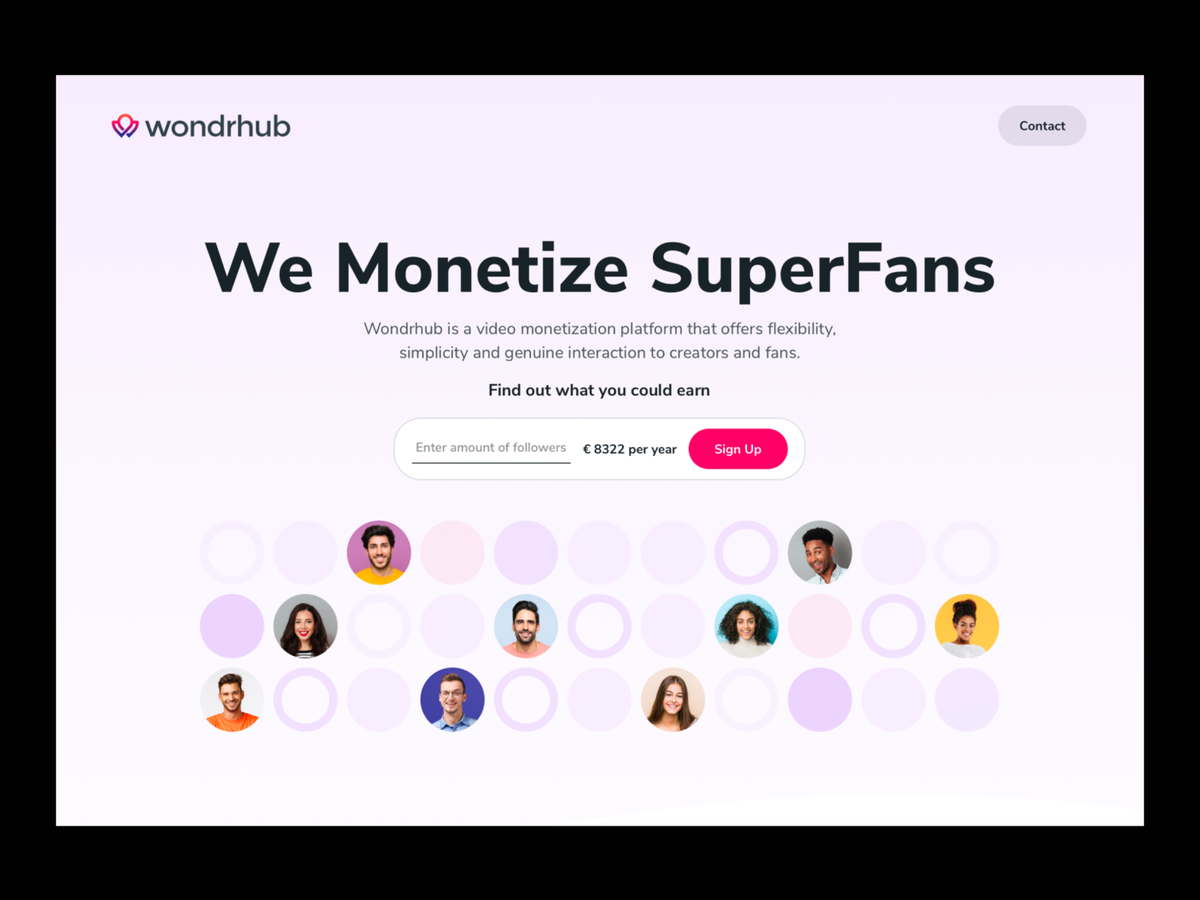 wondrhub
Contact
We Monetize SuperFans
Wondrhub is a video monetization platform that offers flexibility,
simplicity and genuine interaction to creators and fans.
Find out what you could earn
Enter amount of followers
€ 8322 per year
Sign Up